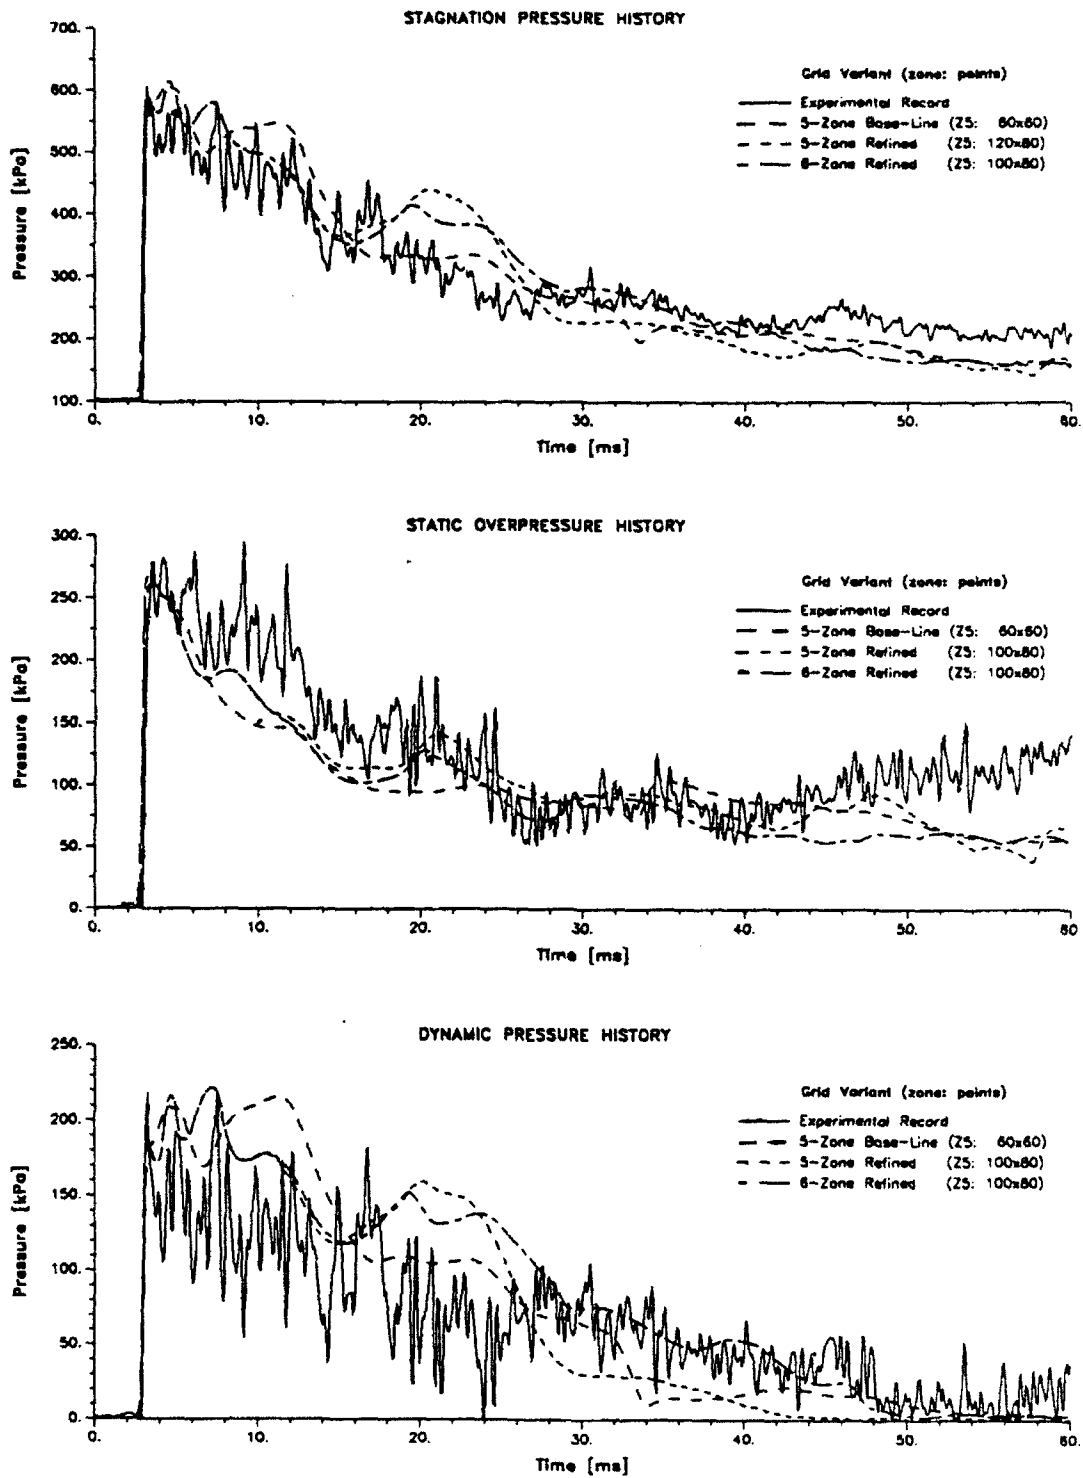 STAGNATION PRESSURE HISTORY
700.
600.
500.
400.
300.
200.
100.
Pressure [kPa]
Grid Variant (zone: points)
Experimental Record
5-Zone Base-Line (Z5: 60x60)
5-Zone Refined (Z5: 120x80)
6-Zone Refined (Z5: 100x80)
0. 10. 20. 30. 40. 50. 60.
Time [ms]
STATIC OVERPRESSURE HISTORY
300.
250.
200.
150.
100.
50.
0.
Pressure [kPa]
Grid Variant (zone: points)
Experimental Record
5-Zone Base-Line (Z5: 60x60)
5-Zone Refined (Z5: 100x80)
6-Zone Refined (Z5: 100x80)
0. 10. 20. 30. 40. 50. 60
Time [ms]
DYNAMIC PRESSURE HISTORY
250.
200.
150.
100.
50.
0.
Pressure [kPa]
Grid Variant (zone: points)
Experimental Record
5-Zone Base-Line (Z5: 60x60)
5-Zone Refined (Z5: 100x80)
6-Zone Refined (Z5: 100x80)
0. 10. 20. 30. 40. 50. 60.
Time [ms]